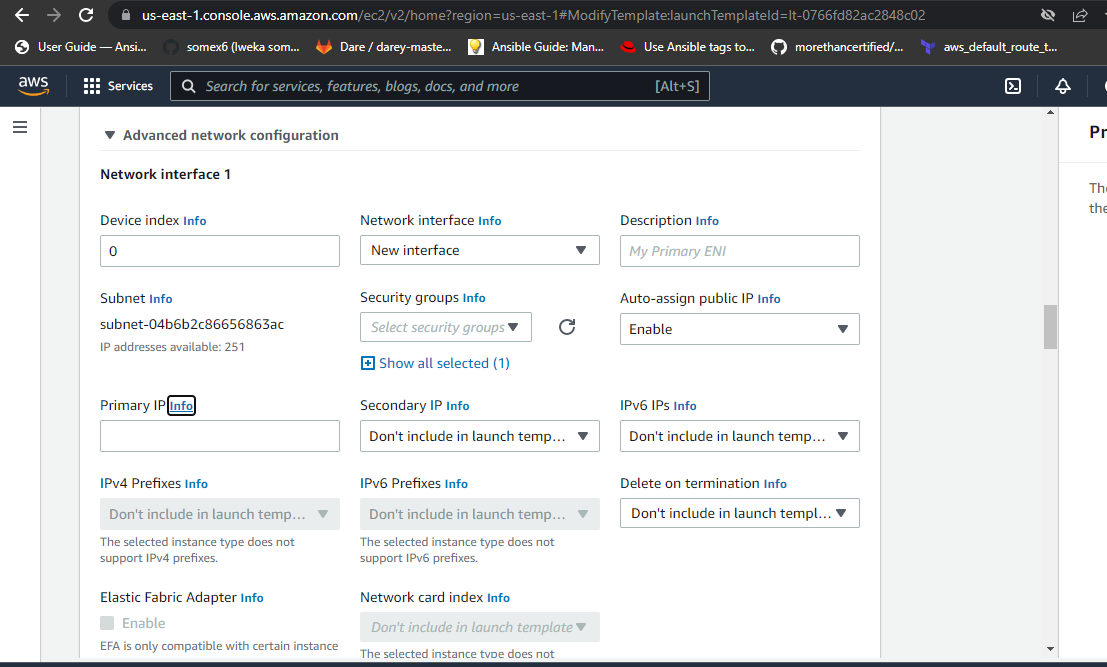 us-east-1.console.aws.amazon.com/ec2/v2/home?region=us-east-1#ModifyTemplate:launchTemplateId=lt-0766fd82ac2848c02
User Guide — Ansi... somex6 (Iweka som... Dare / darey-maste... Ansible Guide: Man... Use Ansible tags to... morethancertified/... aws_default_route_t...
aws Services Search for services, features, blogs, docs, and more [Alt+S]
Advanced network configuration
Network interface 1
Device index Info Network interface Info Description Info
0 New interface My Primary ENI
Subnet Info Security groups Info Auto-assign public IP Info
subnet-04b6b2c86656863ac Select security groups Enable
IP addresses available: 251
Show all selected (1)
Primary IP Info Secondary IP Info IPv6 IPs Info
Don't include in launch temp... Don't include in launch temp...
IPv4 Prefixes Info IPv6 Prefixes Info Delete on termination Info
Don't include in launch temp... Don't include in launch temp... Don't include in launch templ...
The selected instance type does not The selected instance type does not
support IPv4 prefixes. support IPv6 prefixes.
Elastic Fabric Adapter Info Network card index Info
Enable Don't include in launch template
EFA is only compatible with certain instance
The selected instance type does not
Pr
The
the